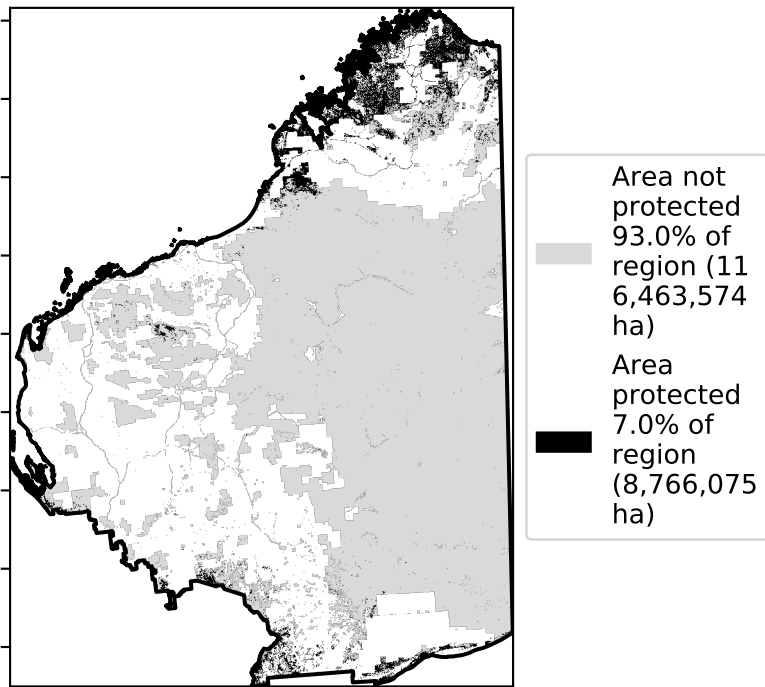 Area not
protected
93.0% of
region (11
6,463,574
ha)
Area
protected
7.0% of
region
(8,766,075
ha)